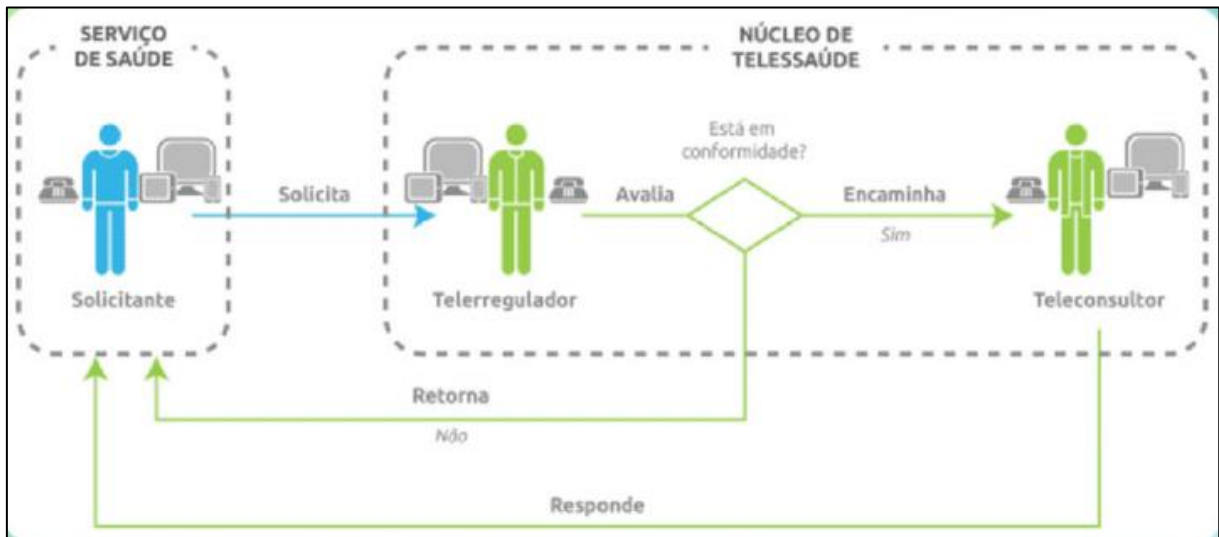 SERVIÇO
DE SAÚDE
NÚCLEO DE
TELESSAÚDE
Está em
conformidade?
Solicita
Avalia
Encaminha
Sim
Solicitante
Telerregulador
Teleconsultor
Retorna
Não
Responde